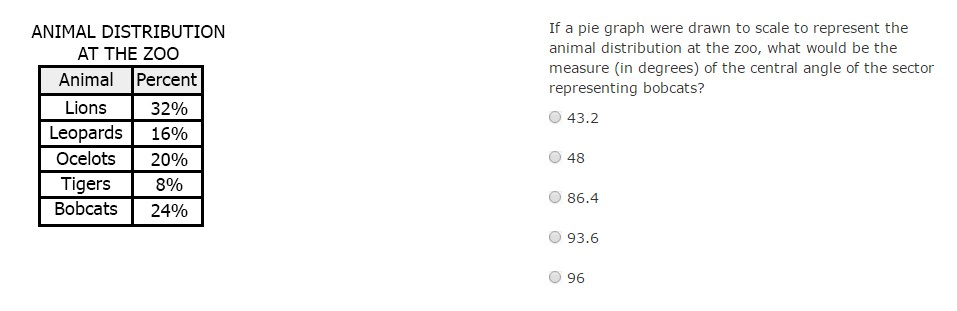 ANIMAL DISTRIBUTION
AT THE ZOO
Animal Percent
Lions 32%
Leopards 16%
Ocelots 20%
Tigers 8%
Bobcats 24%
If a pie graph were drawn to scale to represent the
animal distribution at the zoo, what would be the
measure (in degrees) of the central angle of the sector
representing bobcats?
43.2
48
86.4
93.6
96